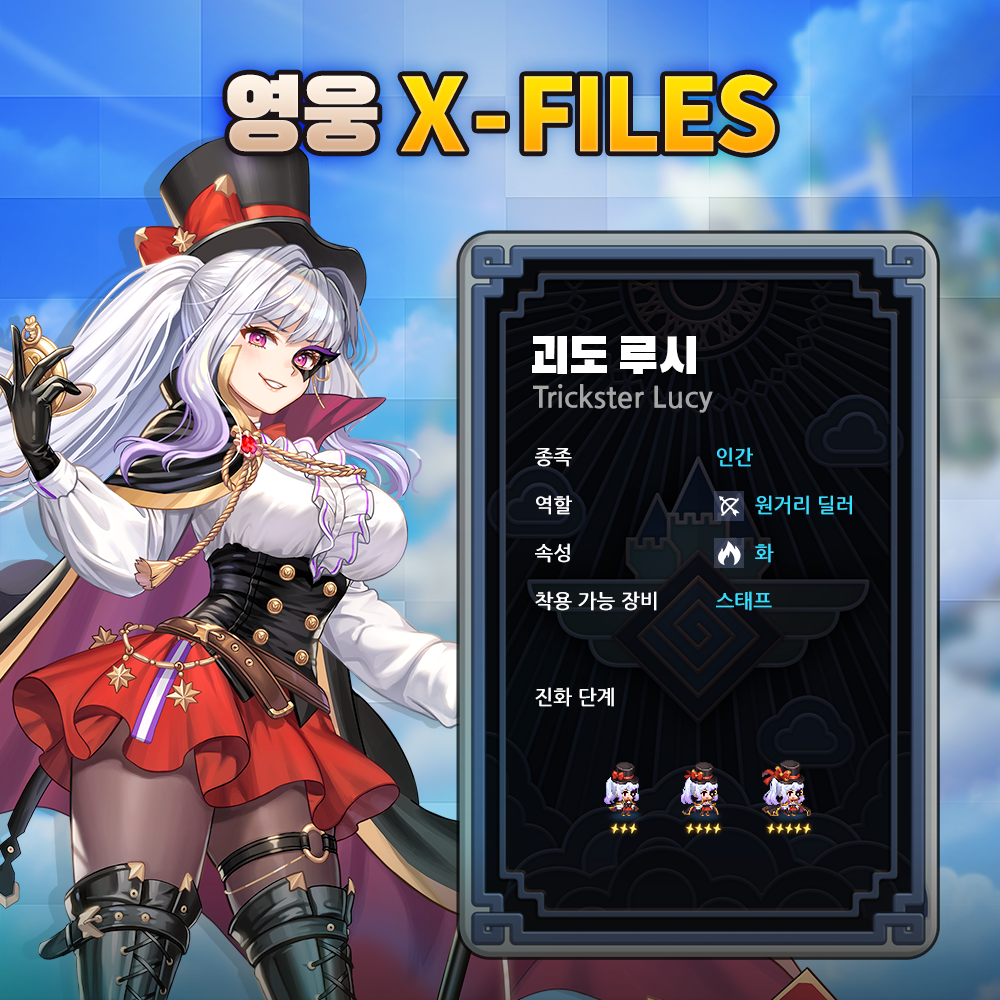 영웅 X-FILES
괴도 루시
Trickster Lucy
종족 인간
역할 원거리 딜러
속성 화
착용 가능 장비 스태프
진화 단계